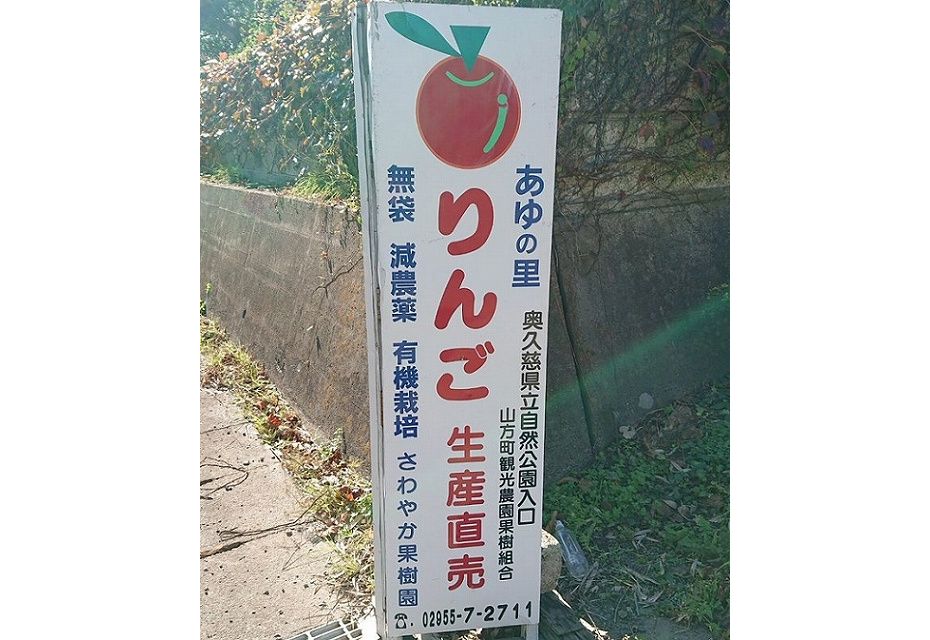 あゆの里
奥久慈県立自然公園入口
山方町観光農園果樹組合
りんご 生産直売
無袋 減農薬 有機栽培 さわやか果樹園
☎. 02955-7-2711